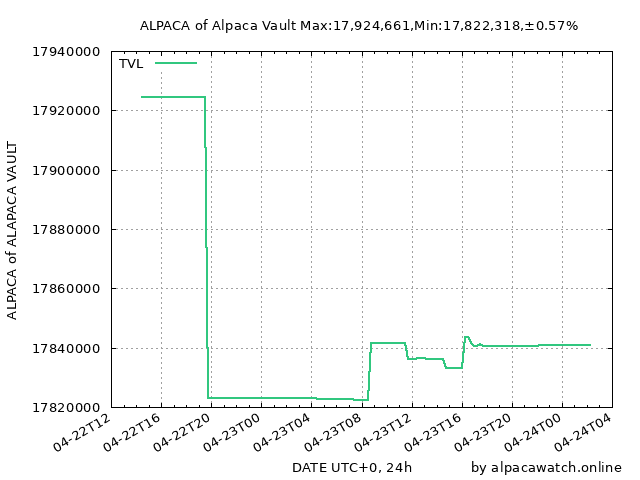 ALPACA of Alpaca Vault Max:17,924,661,Min:17,822,318,±0.57%
TVL
17940000
17920000
17900000
17880000
17860000
17840000
17820000
ALPACA of ALAPACA VAULT
04-22T12
04-22T16
04-22T20
04-23T00
04-23T04
04-23T08
04-23T12
04-23T16
04-23T20
04-24T00
04-24T04
DATE UTC+0, 24h
by alpacawatch.online